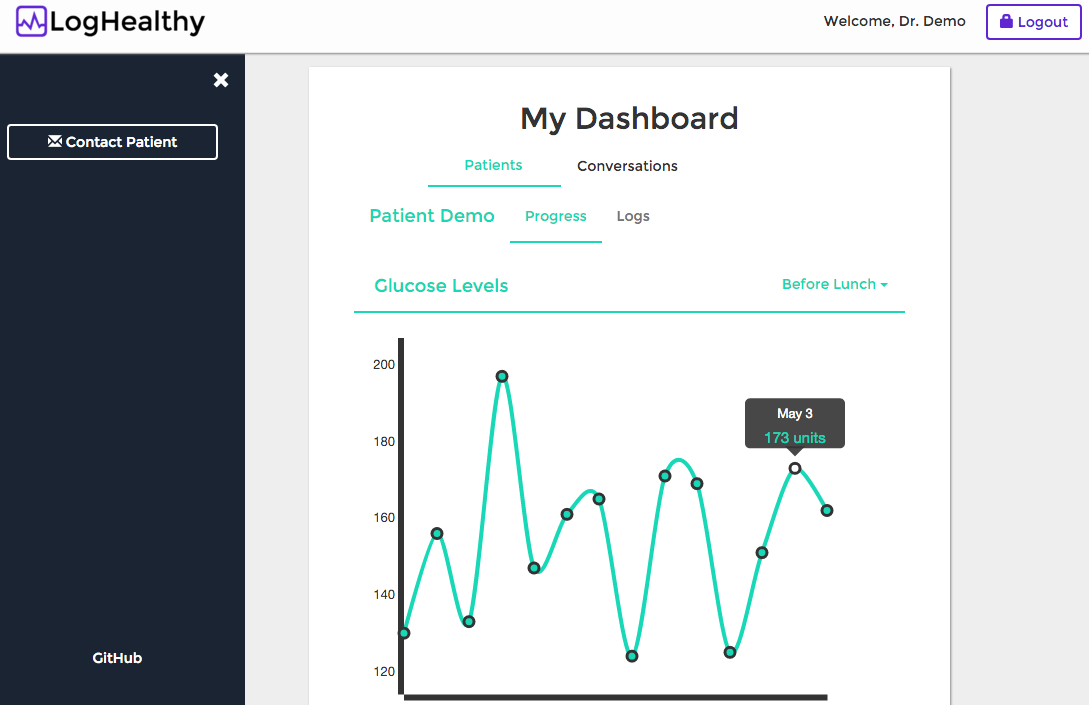 LogHealthy
Welcome, Dr. Demo
Logout
Contact Patient
My Dashboard
Patients Conversations
Patient Demo Progress Logs
Glucose Levels Before Lunch
200
180
160
140
120
May 3
173 units
GitHub